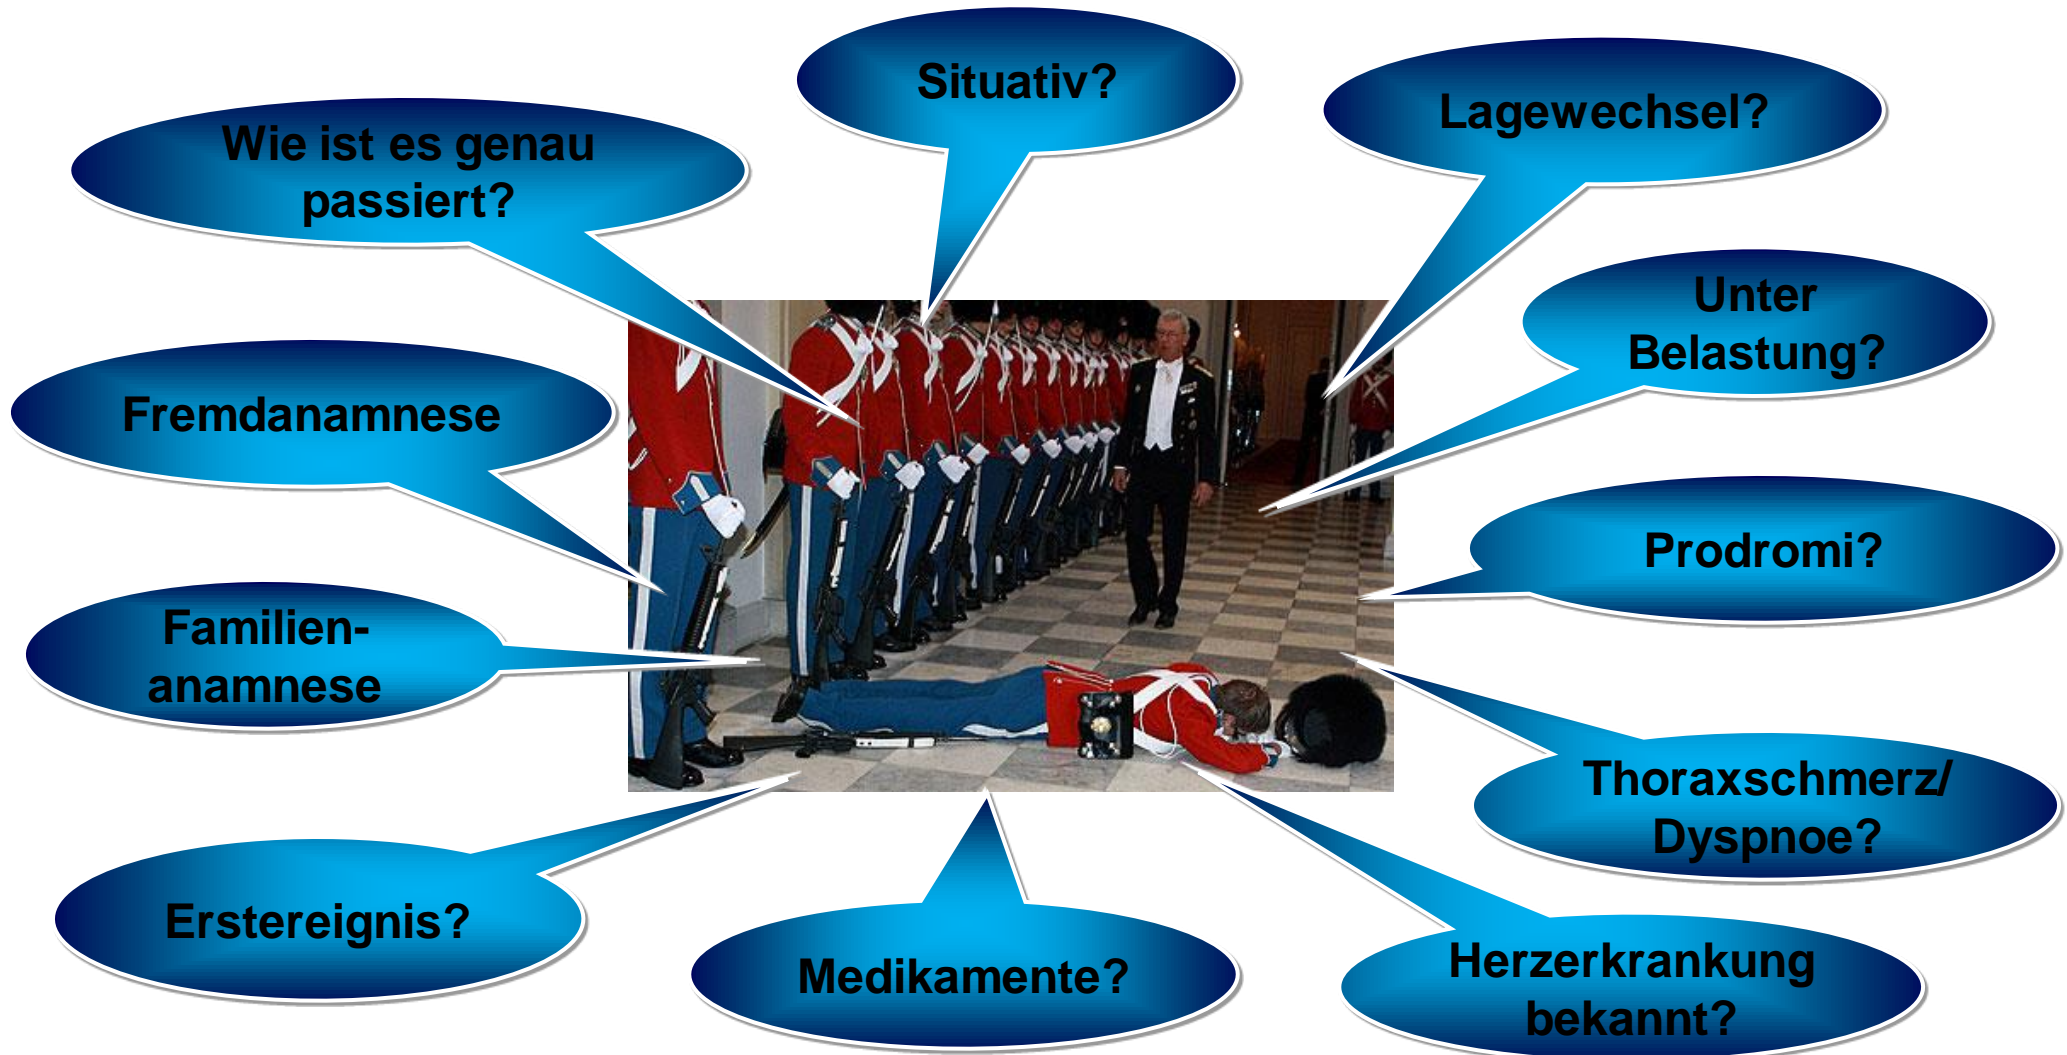 Situativ?
Lagewechsel?
Wie ist es genau
passiert?
Unter
Belastung?
Fremdanamnese
Prodromi?
Familien-
anamnese
Thoraxschmerz/
Dyspnoe?
Erstereignis?
Medikamente?
Herzerkrankung
bekannt?